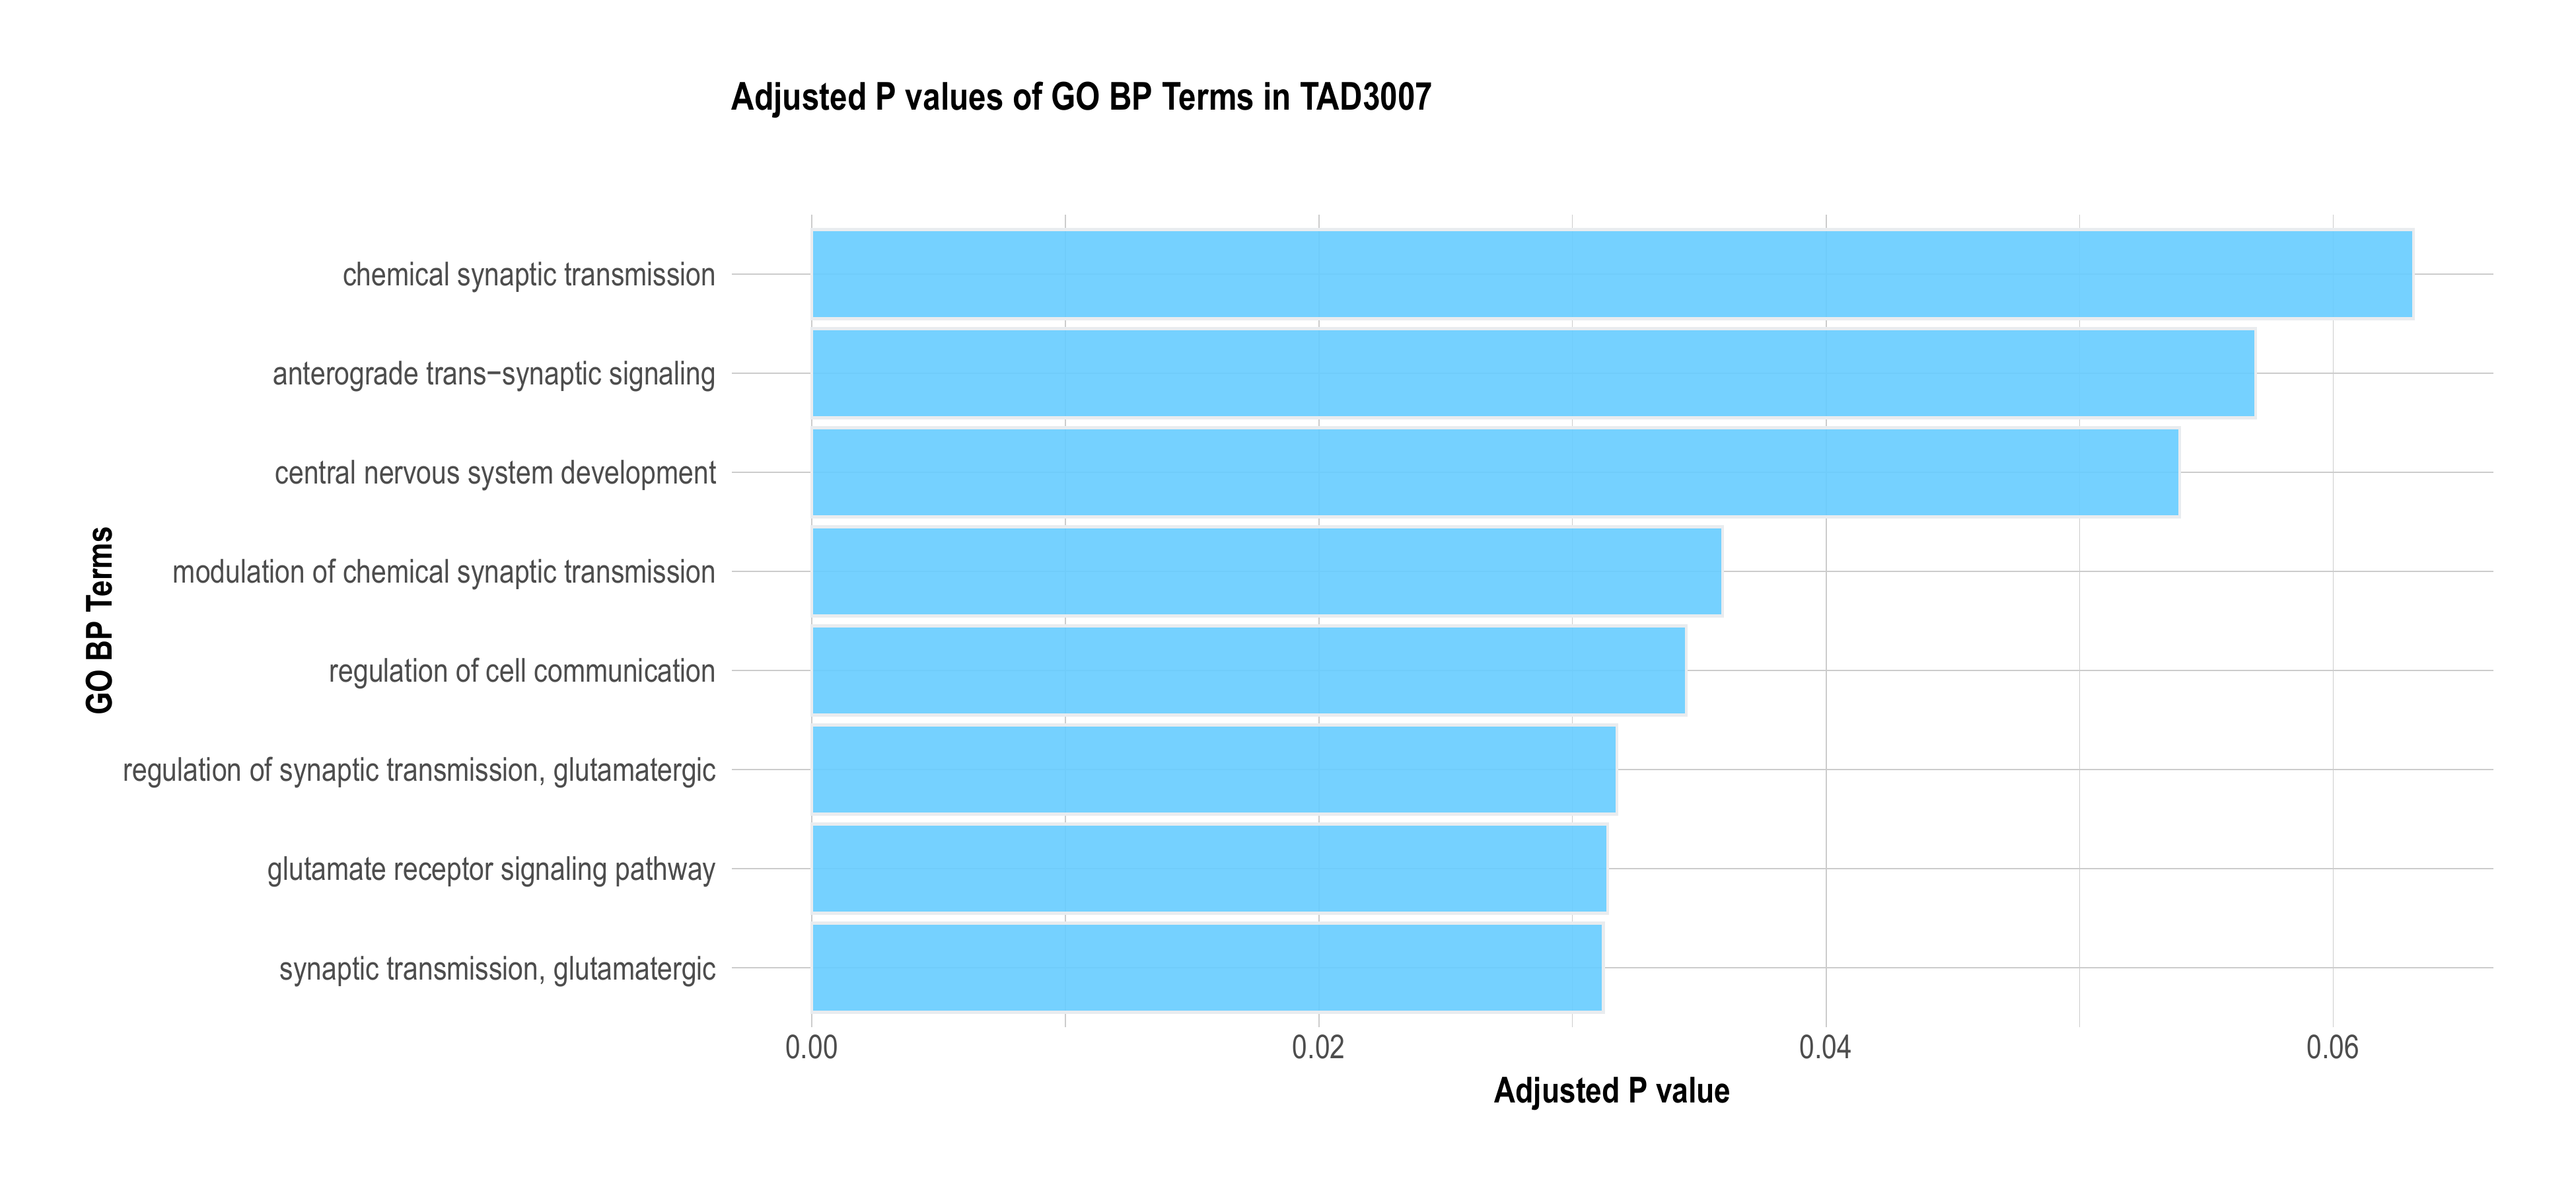 Adjusted P values of GO BP Terms in TAD3007
chemical synaptic transmission
anterograde trans−synaptic signaling
central nervous system development
modulation of chemical synaptic transmission
regulation of cell communication
regulation of synaptic transmission, glutamatergic
glutamate receptor signaling pathway
synaptic transmission, glutamatergic
GO BP Terms
0.00 0.02 0.04 0.06
Adjusted P value